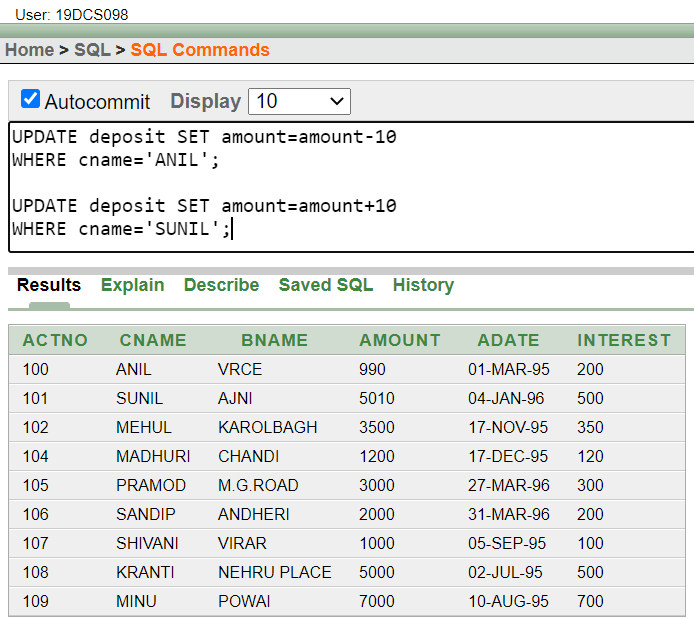 User: 19DCS098
Home > SQL > SQL Commands
Autocommit Display 10
UPDATE deposit SET amount=amount-10
WHERE cname='ANIL';
UPDATE deposit SET amount=amount+10
WHERE cname='SUNIL';
Results Explain Describe Saved SQL History
ACTNO CNAME BNAME AMOUNT ADATE INTEREST
100 ANIL VRCE 990 01-MAR-95 200
101 SUNIL AJNI 5010 04-JAN-96 500
102 MEHUL KAROLBAGH 3500 17-NOV-95 350
104 MADHURI CHANDI 1200 17-DEC-95 120
105 PRAMOD M.G.ROAD 3000 27-MAR-96 300
106 SANDIP ANDHERI 2000 31-MAR-96 200
107 SHIVANI VIRAR 1000 05-SEP-95 100
108 KRANTI NEHRU PLACE 5000 02-JUL-95 500
109 MINU POWAI 7000 10-AUG-95 700